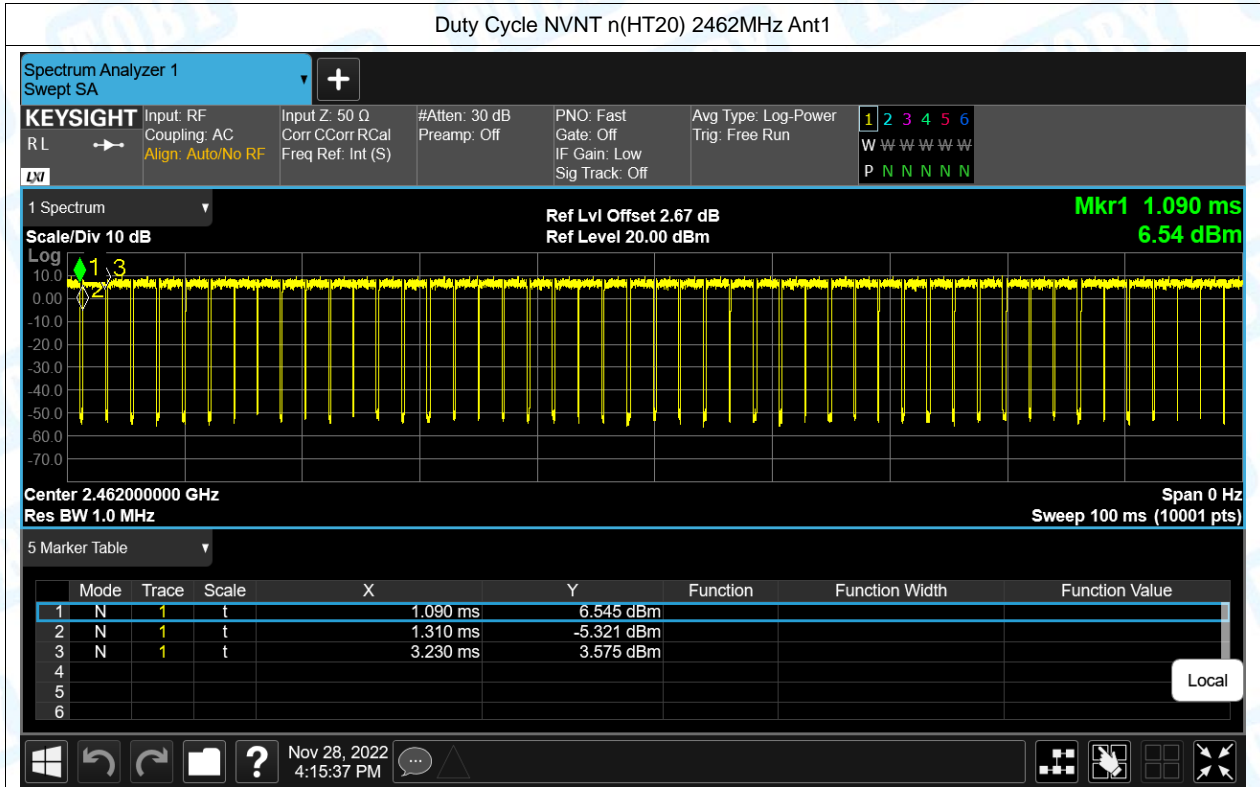 Duty Cycle NVNT n(HT20) 2462MHz Ant1
Spectrum Analyzer 1
Swept SA
KEYSIGHT
R L
LXI
Input: RF
Coupling: AC
Align: Auto/No RF
Input Z: 50 Ω
Corr CCorr RCal
Freq Ref: Int (S)
#Atten: 30 dB
Preamp: Off
PNO: Fast
Gate: Off
IF Gain: Low
Sig Track: Off
Avg Type: Log-Power
Trig: Free Run
1 2 3 4 5 6
W W W W W W
P N N N N N
1 Spectrum
Scale/Div 10 dB
Ref Lvl Offset 2.67 dB
Ref Level 20.00 dBm
Mkr1 1.090 ms
6.54 dBm
Log
10.0
0.00
-10.0
-20.0
-30.0
-40.0
-50.0
-60.0
-70.0
1 3
2
Center 2.462000000 GHz
Span 0 Hz
Res BW 1.0 MHz
Sweep 100 ms (10001 pts)
5 Marker Table
Mode Trace Scale X Y Function Function Width Function Value
1 N 1 t 1.090 ms 6.545 dBm
2 N 1 t 1.310 ms -5.321 dBm
3 N 1 t 3.230 ms 3.575 dBm
4
5
6
Local
?
Nov 28, 2022
4:15:37 PM
TOBY